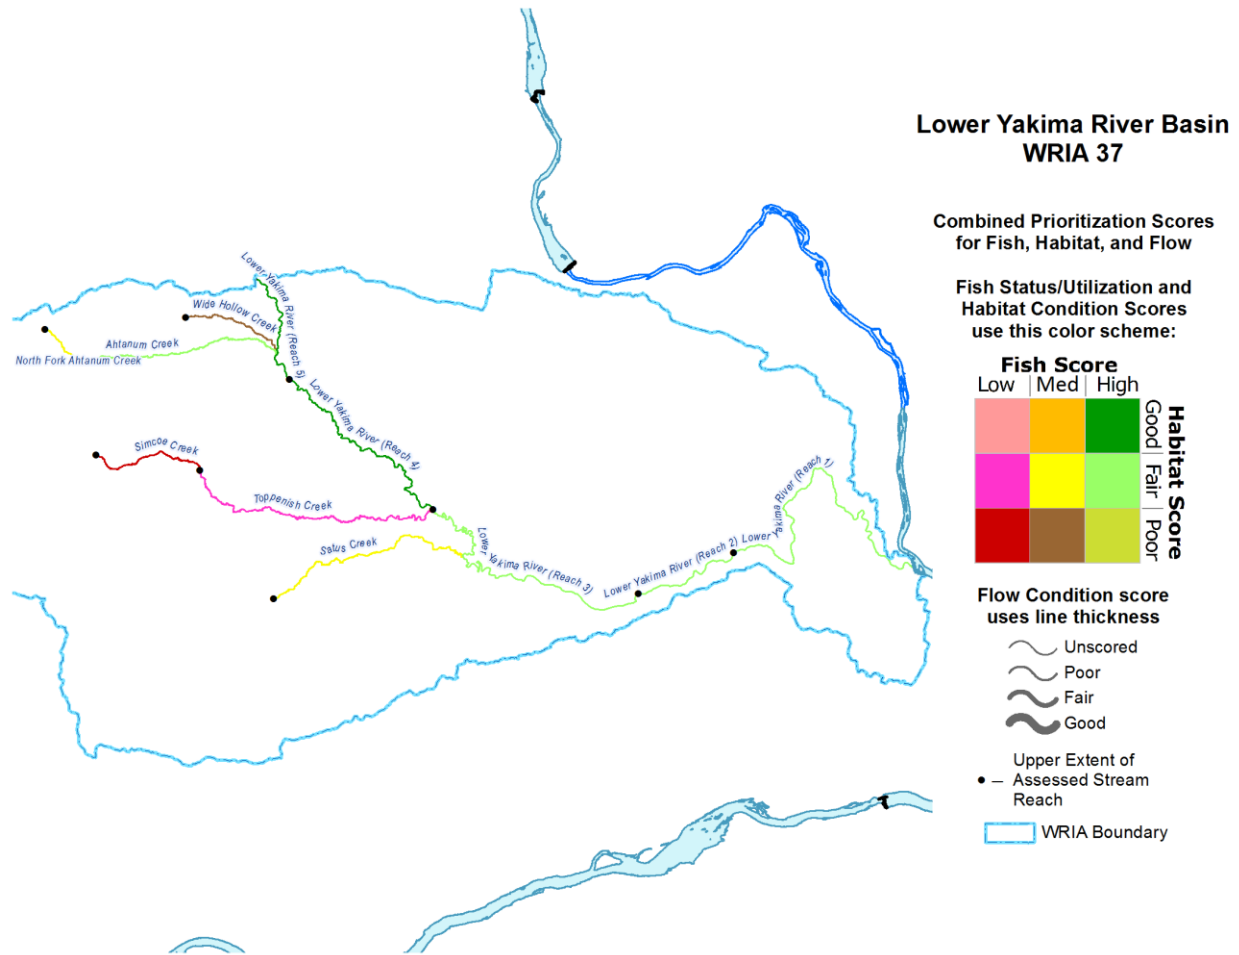 Lower Yakima River Basin
WRIA 37
Combined Prioritization Scores
for Fish, Habitat, and Flow
Fish Status/Utilization and
Habitat Condition Scores
use this color scheme:
Fish Score
Low | Med | High
Good | Fair | Poor
Habitat Score
Flow Condition score
uses line thickness
Unscored
Poor
Fair
Good
Upper Extent of
Assessed Stream
Reach
WRIA Boundary
Lower Yakima River (Reach 5)
Wide Hollow Creek
Ahtanum Creek
North Fork Ahtanum Creek
Lower Yakima River (Reach 4)
Simcoe Creek
Toppenish Creek
Satus Creek
Lower Yakima River (Reach 3)
Lower Yakima River (Reach 2)
Lower Yakima River (Reach 1)